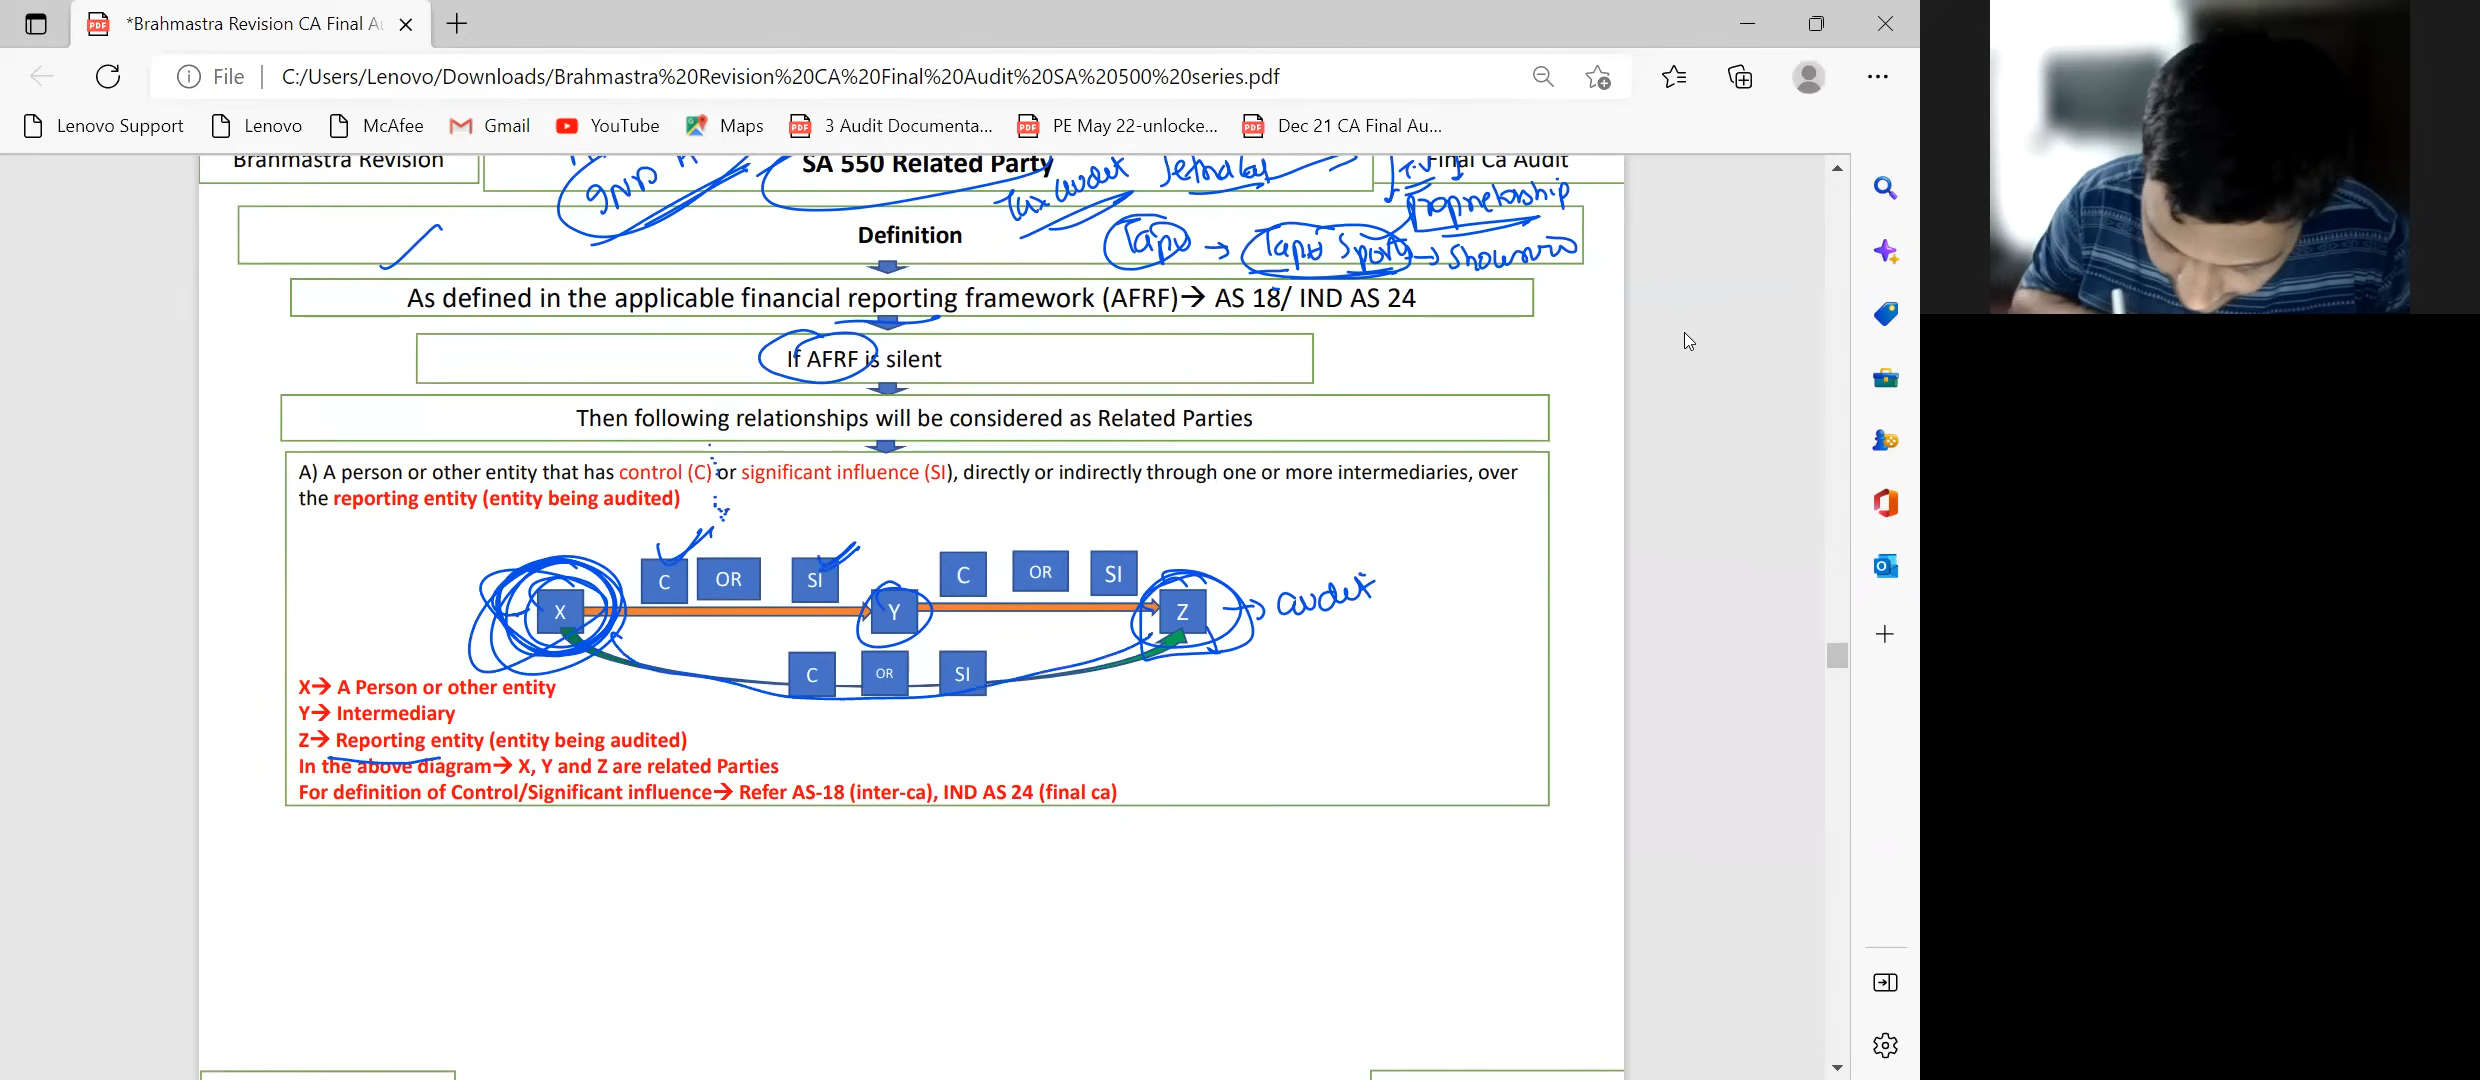 *Brahmastra Revision CA Final Au
File
C:/Users/Lenovo/Downloads/Brahmastra%20Revision%20CA%20Final%20Audit%20SA%20500%20series.pdf
Lenovo Support
Lenovo
McAfee
Gmail
YouTube
Maps
3 Audit Documenta...
PE May 22-unlocke...
Dec 21 CA Final Au...
Brahmastra Revision
SA 550 Related Party
Final Ca Audit
Tax audit Jethalal
Proprietorship
Definition
Tapu → Tapu Sports → Showroom
As defined in the applicable financial reporting framework (AFRF)→ AS 18/ IND AS 24
If AFRF is silent
Then following relationships will be considered as Related Parties
A) A person or other entity that has control (C) or significant influence (SI), directly or indirectly through one or more intermediaries, over
the reporting entity (entity being audited)
C OR SI C OR SI
X Y Z → audit
C OR SI
X→ A Person or other entity
Y→ Intermediary
Z→ Reporting entity (entity being audited)
In the above diagram→ X, Y and Z are related Parties
For definition of Control/Significant influence→ Refer AS-18 (inter-ca), IND AS 24 (final ca)